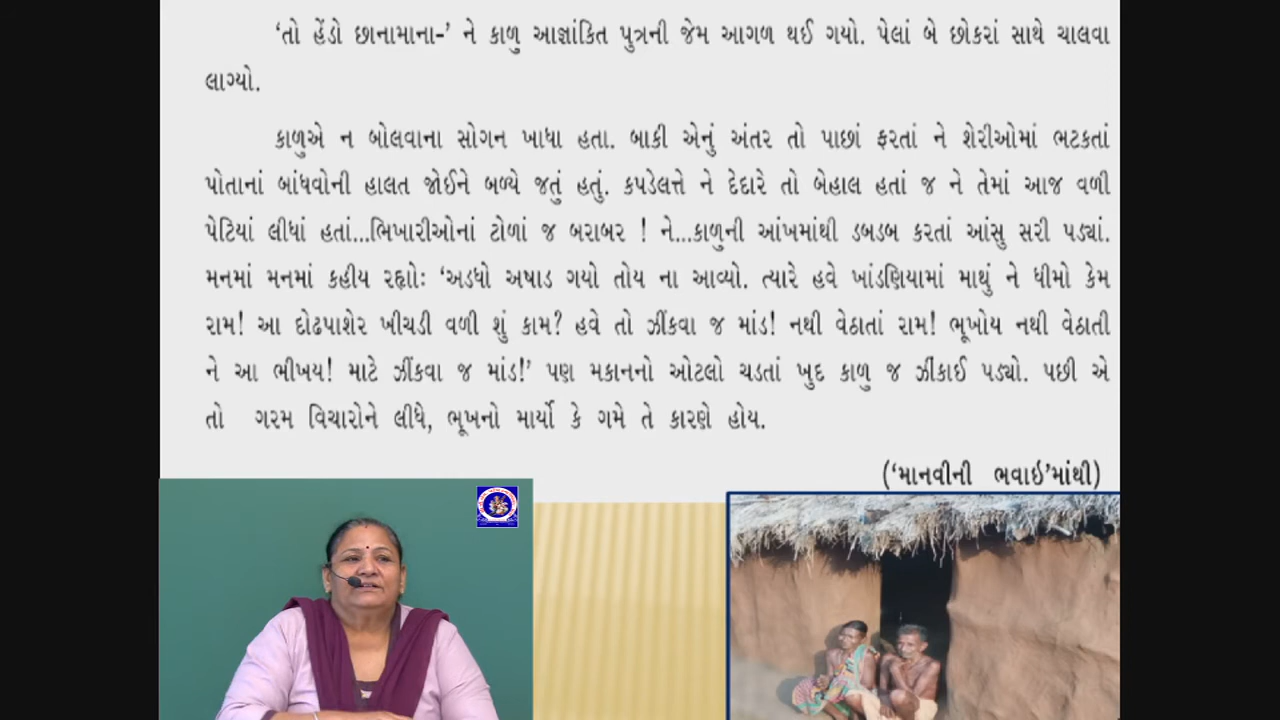 ‘તો હેંડો છાનામાના-’ ને કાળુ આજ્ઞાંકિત પુત્રની જેમ આગળ થઈ ગયો. પેલાં બે છોકરાં સાથે ચાલવા
લાગ્યો.
કાળુએ ન બોલવાના સોગન ખાધા હતા. બાકી એનું અંતર તો પાછાં ફરતાં ને શેરીઓમાં ભટકતાં
પોતાનાં બાંધવોની હાલત જોઈને બળ્યે જતું હતું. કપડેલત્તે ને દેદારે તો બેહાલ હતાં જ ને તેમાં આજ વળી
પેટિયાં લીધાં હતાં...ભિખારીઓનાં ટોળાં જ બરાબર ! ને...કાળુની આંખમાંથી ડબડબ કરતાં આંસુ સરી પડ્યાં.
મનમાં મનમાં કહીય રહ્યોઃ ‘અડધો અષાડ ગયો તોય ના આવ્યો. ત્યારે હવે ખાંડણિયામાં માથું ને ધીમો કેમ
રામ! આ દોઢપાશેર ખીચડી વળી શું કામ? હવે તો ઝીંકવા જ માંડ! નથી વેઠાતાં રામ! ભૂખોય નથી વેઠાતી
ને આ ભીખય! માટે ઝીંકવા જ માંડ!’ પણ મકાનનો ઓટલો ચડતાં ખુદ કાળુ જ ઝીંકાઈ પડ્યો. પછી એ
તો ગરમ વિચારોને લીધે, ભૂખનો માર્યો કે ગમે તે કારણે હોય.
(‘માનવીની ભવાઈ’માંથી)